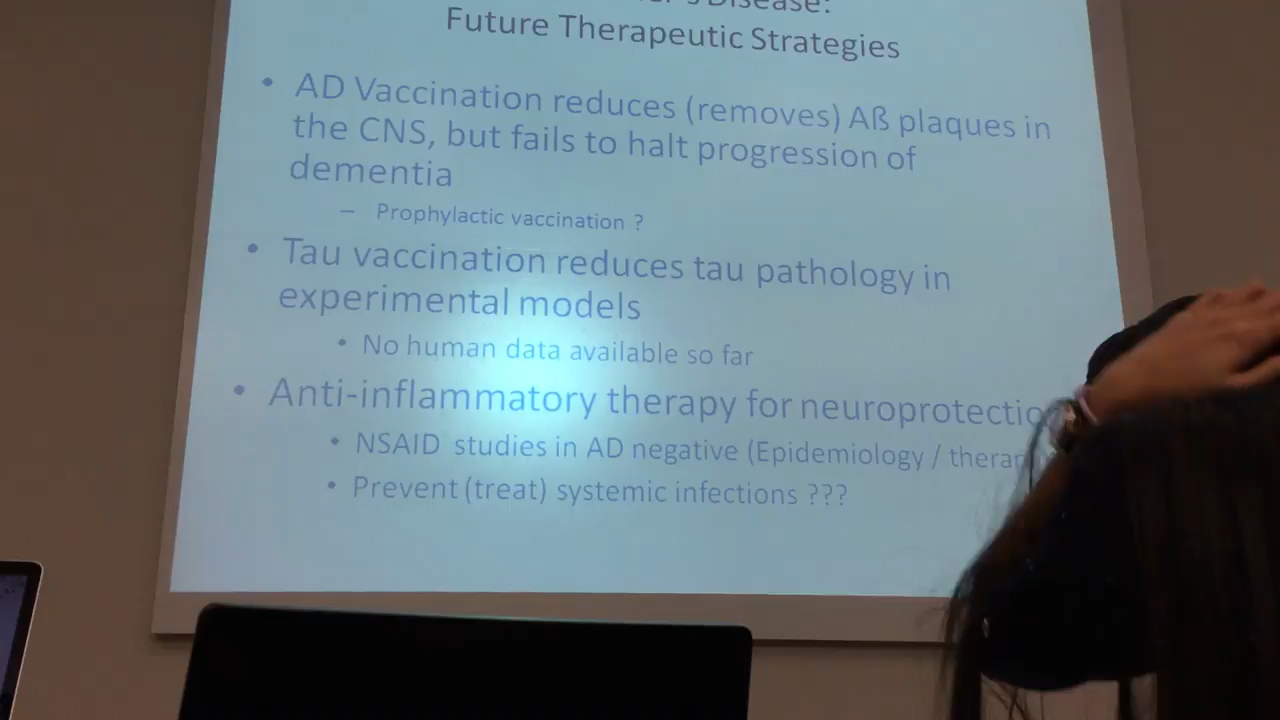 Disease:
Future Therapeutic Strategies
• AD Vaccination reduces (removes) Aß plaques in
the CNS, but fails to halt progression of
dementia
– Prophylactic vaccination ?
• Tau vaccination reduces tau pathology in
experimental models
• No human data available so far
• Anti-inflammatory therapy for neuroprotectio
• NSAID studies in AD negative (Epidemiology / therap
• Prevent (treat) systemic infections ???